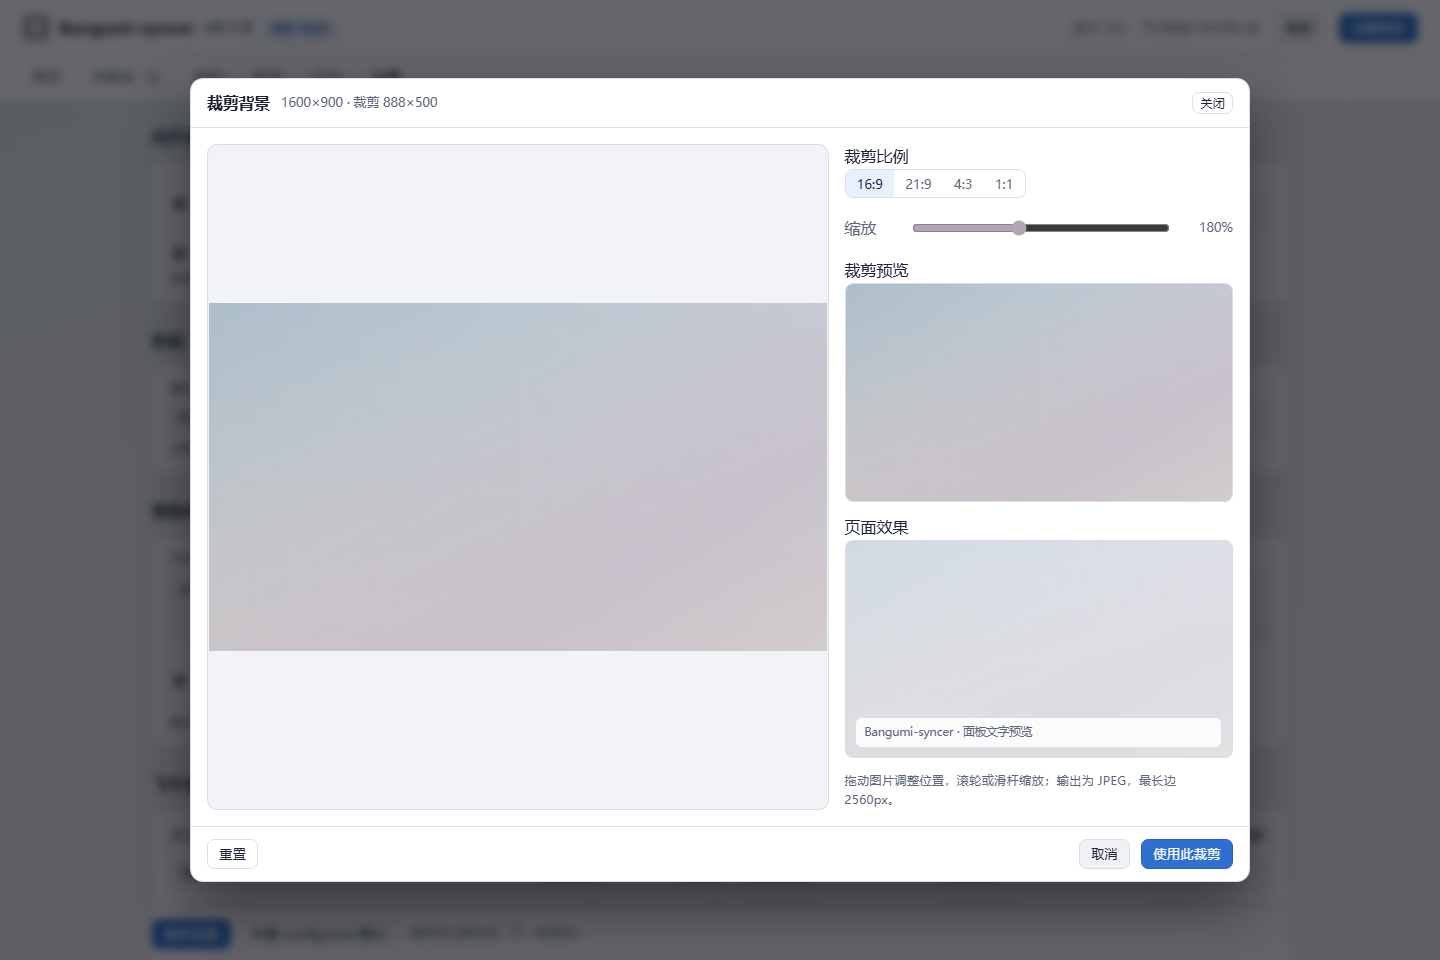 Bangumi-syncer
裁剪背景 1600×900 · 裁剪 888×500
关闭
裁剪比例
16:9 21:9 4:3 1:1
缩放 180%
裁剪预览
页面效果
Bangumi-syncer · 面板文字预览
拖动图片调整位置，滚轮或滑杆缩放；输出为 JPEG，最长边
2560px。
重置
取消
使用此裁剪